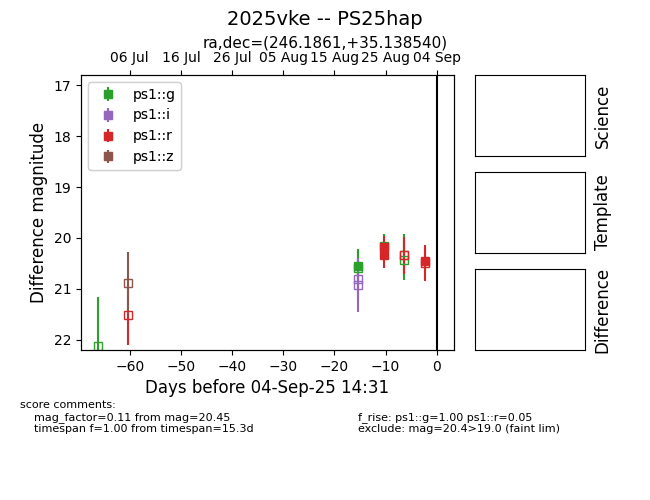 2025vke -- PS25hap
ra,dec=(246.1861,+35.138540)
06 Jul 16 Jul 26 Jul 05 Aug 15 Aug 25 Aug 04 Sep
ps1::g
ps1::i
ps1::r
ps1::z
Difference magnitude
17
18
19
20
21
22
−60 −50 −40 −30 −20 −10 0
Days before 04-Sep-25 14:31
Science
Template
Difference
score comments:
mag_factor=0.11 from mag=20.45
timespan f=1.00 from timespan=15.3d
f_rise: ps1::g=1.00 ps1::r=0.05
exclude: mag=20.4>19.0 (faint lim)